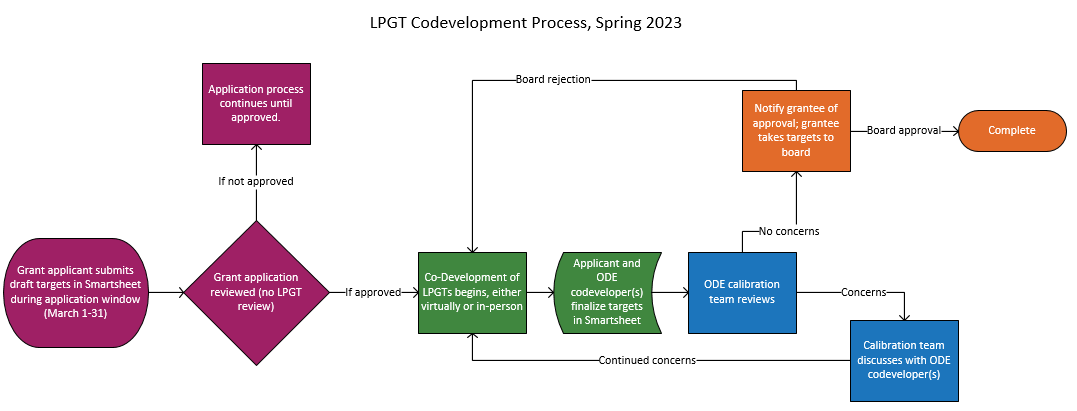 LPGT Codevelopment Process, Spring 2023
Application process
continues until
approved.
Board rejection
Notify grantee of
approval; grantee
takes targets to
board
Board approval
Complete
If not approved
No concerns
Grant applicant submits
draft targets in Smartsheet
during application window
(March 1-31)
Grant application
reviewed (no LPGT
review)
If approved
Co-Development of
LPGTs begins, either
virtually or in-person
Applicant and
ODE
codeveloper(s)
finalize targets
in Smartsheet
ODE calibration
team reviews
Concerns
Continued concerns
Calibration team
discusses with ODE
codeveloper(s)